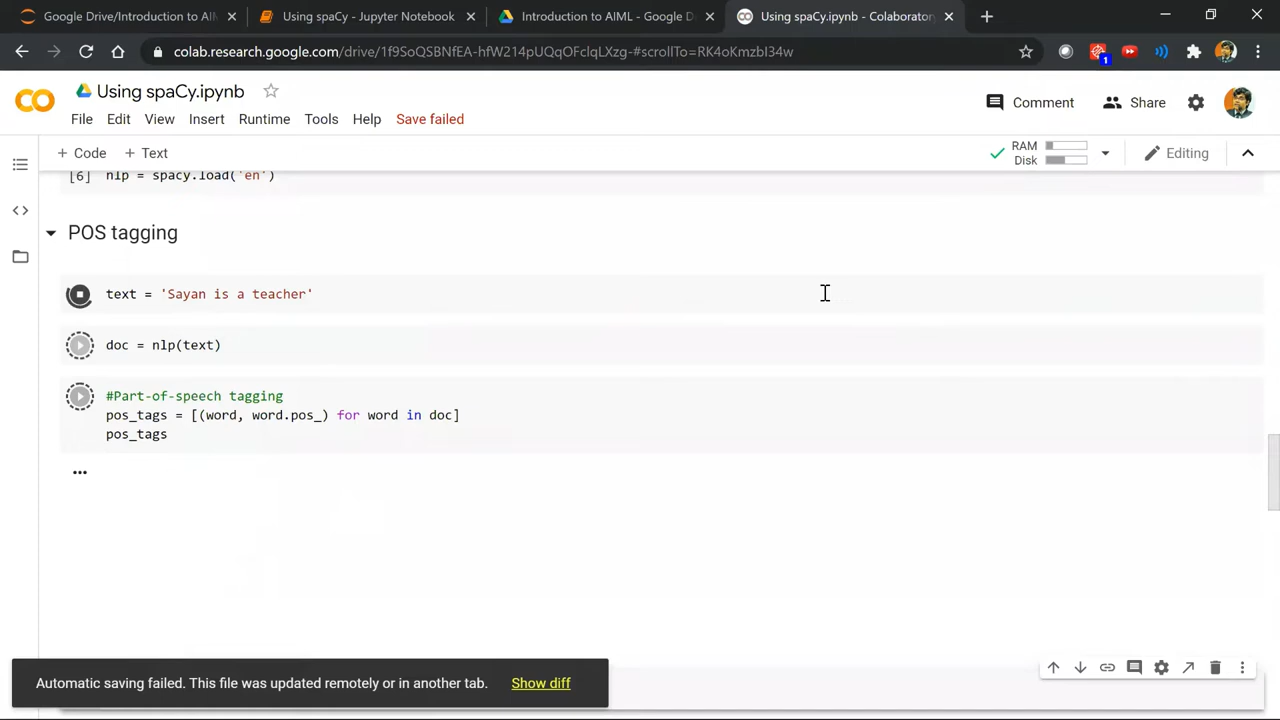 Google Drive/Introduction to AI
Using spaCy - Jupyter Notebook
Introduction to AIML - Google D
Using spaCy.ipynb - Colaboratory
colab.research.google.com/drive/1f9SoQSBNfEA-hfW214pUQqOFcIqLXzg-#scrollTo=RK4oKmzbI34w
1
Using spaCy.ipynb
Comment
Share
File Edit View Insert Runtime Tools Help Save failed
+ Code + Text
RAM
Disk
Editing
[6] nlp = spacy.load('en')
POS tagging
text = 'Sayan is a teacher'
doc = nlp(text)
#Part-of-speech tagging
pos_tags = [(word, word.pos_) for word in doc]
pos_tags
Automatic saving failed. This file was updated remotely or in another tab. Show diff